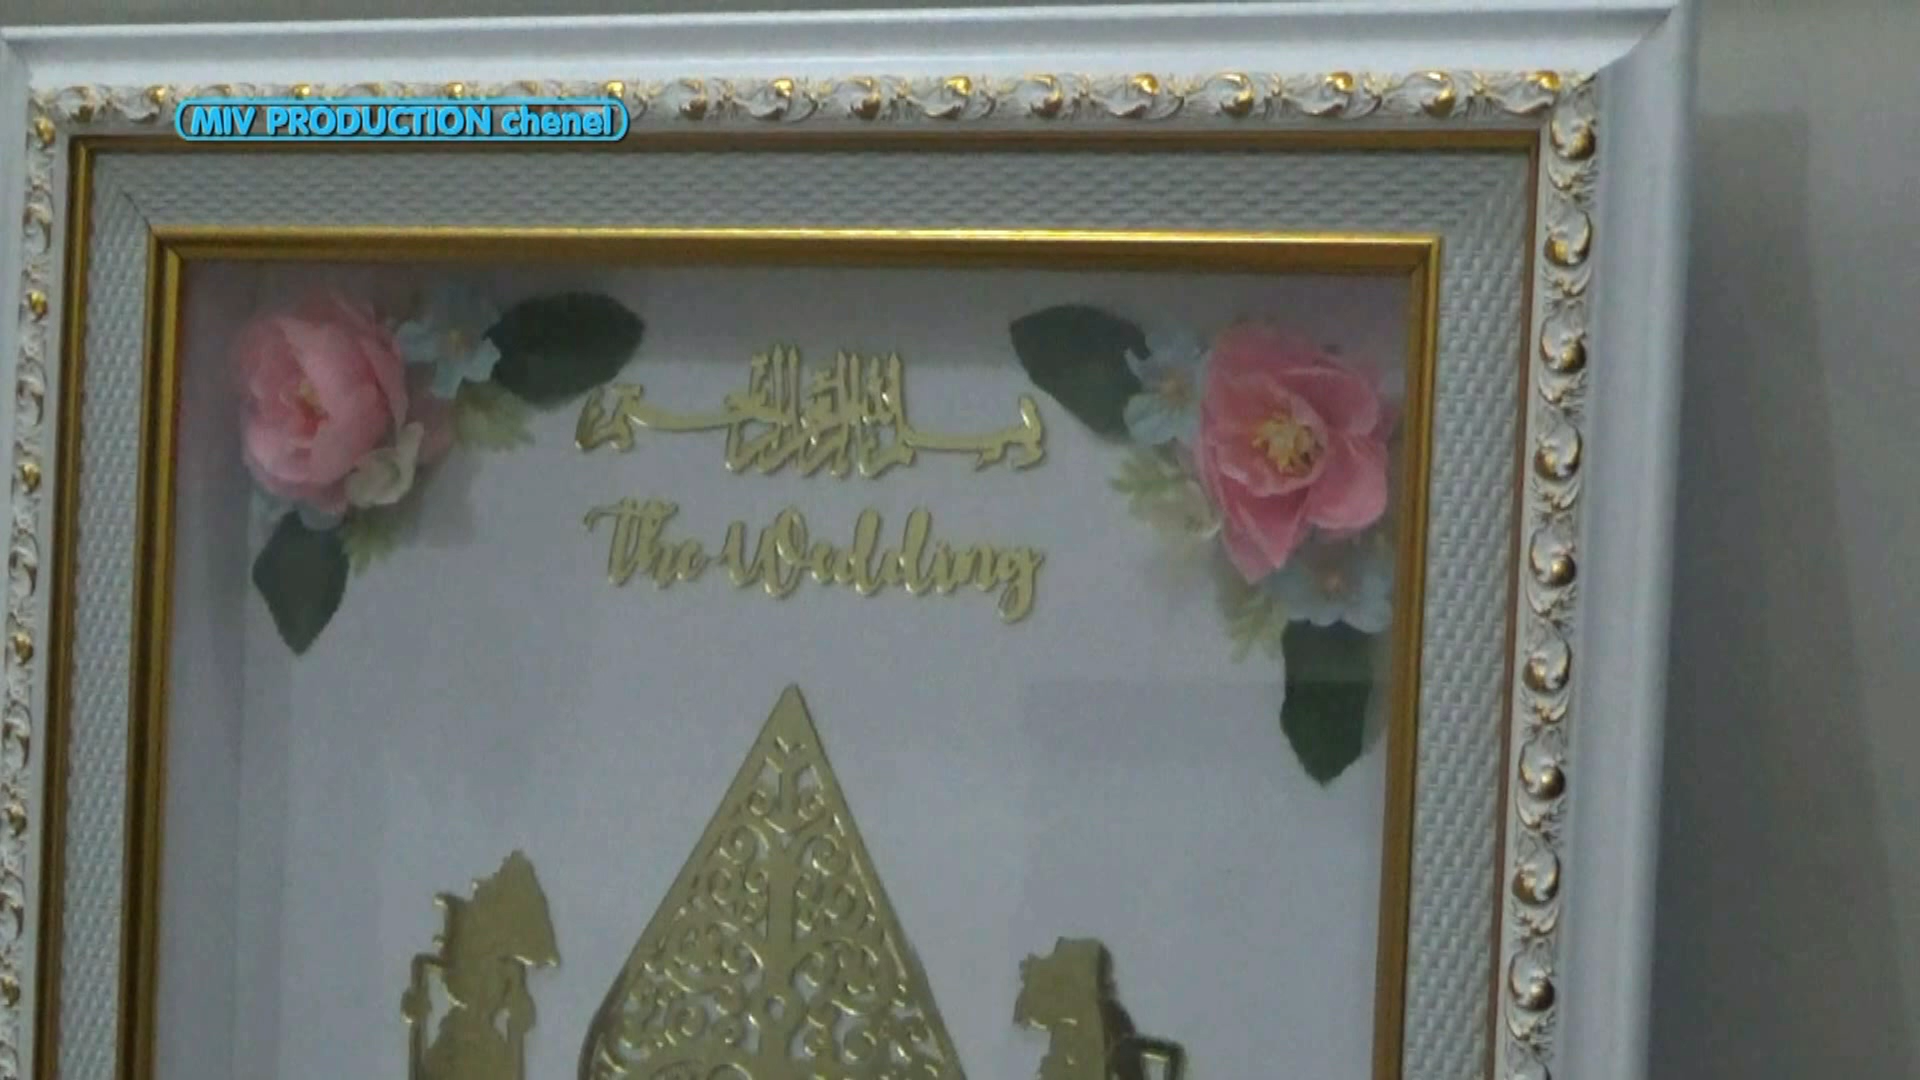 MIV PRODUCTION chenel
بسم الله الرحمن الرحيم
The Wedding